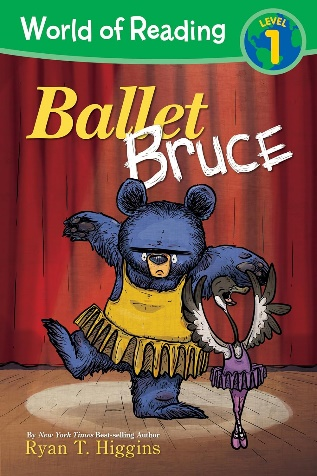 World of Reading
LEVEL
1
Ballet
Bruce
By New York Times Best-selling Author
Ryan T. Higgins